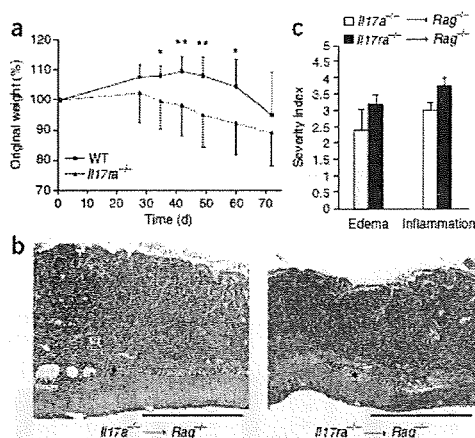 a
Original weight (%)
120
110
100
90
80
70
* ** ** *
WT
Il17ra−/−
0 10 20 30 40 50 60 70 80
Time (d)
c
Il17a−/− → Rag−/−
Il17ra−/− → Rag−/−
Severity index
5
4.5
4
3.5
3
2.5
2
1.5
1
0.5
0
Edema Inflammation
b
Il17a−/− → Rag−/−
Il17ra−/− → Rag−/−